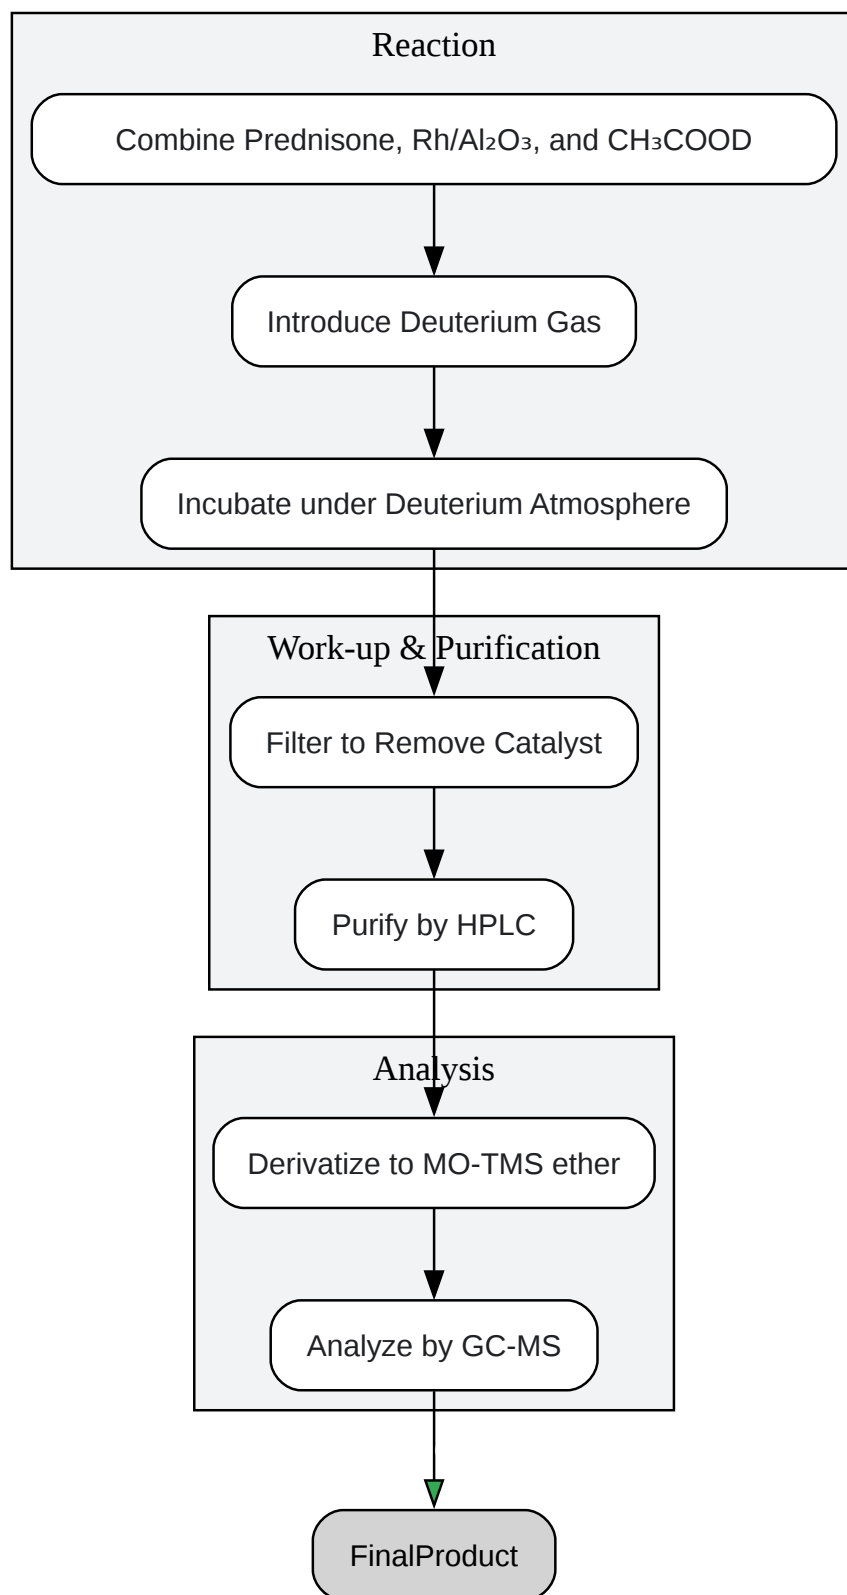 Reaction
Combine Prednisone, Rh/Al₂O₃, and CH₃COOD
Introduce Deuterium Gas
Incubate under Deuterium Atmosphere
Work-up & Purification
Filter to Remove Catalyst
Purify by HPLC
Analysis
Derivatize to MO-TMS ether
Analyze by GC-MS
FinalProduct